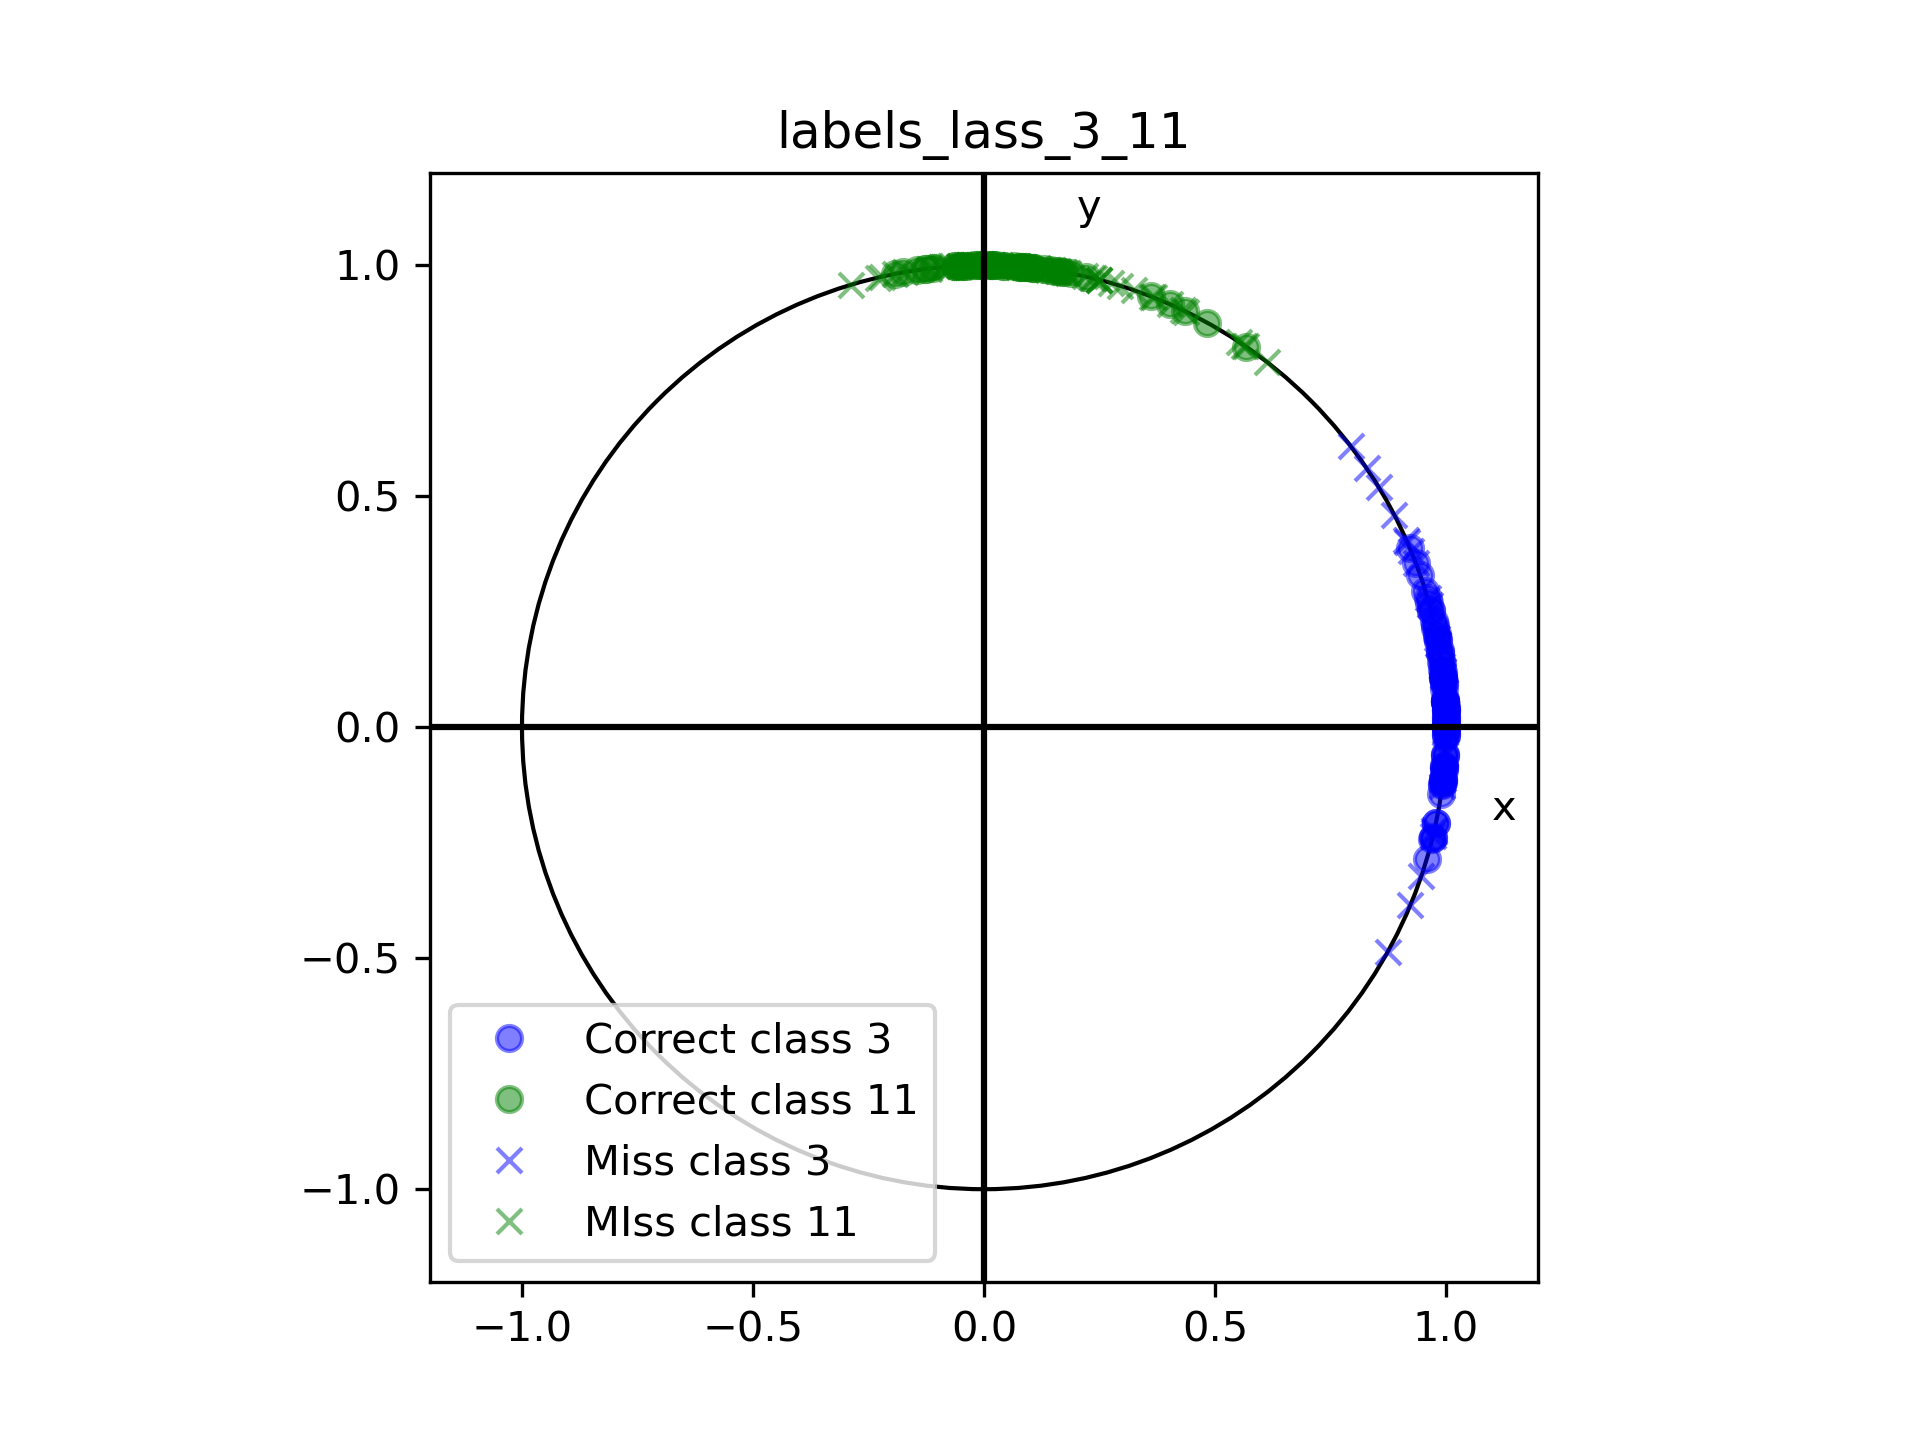 labels_lass_3_11
y
1.0
0.5
0.0
−0.5
−1.0
x
Correct class 3
Correct class 11
Miss class 3
MIss class 11
−1.0 −0.5 0.0 0.5 1.0